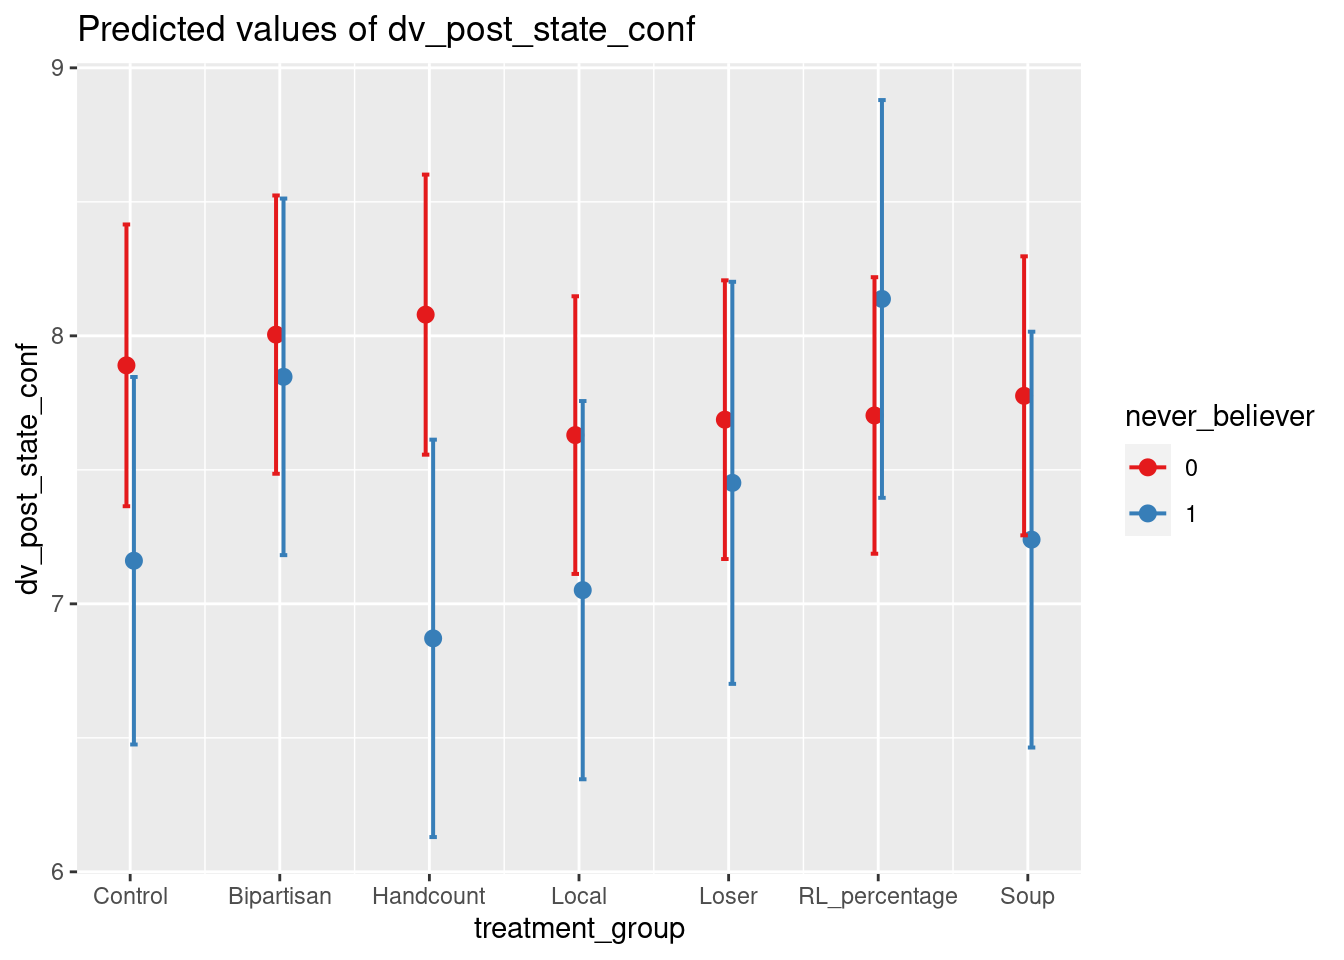 Predicted values of dv_post_state_conf
9
8
7
6
dv_post_state_conf
Control Bipartisan Handcount Local Loser RL_percentage Soup
treatment_group
never_believer
0
1